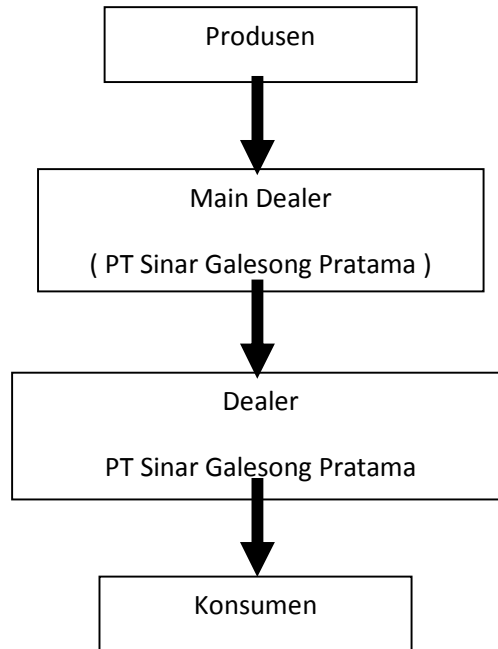 Produsen
Main Dealer
( PT Sinar Galesong Pratama )
Dealer
PT Sinar Galesong Pratama
Konsumen